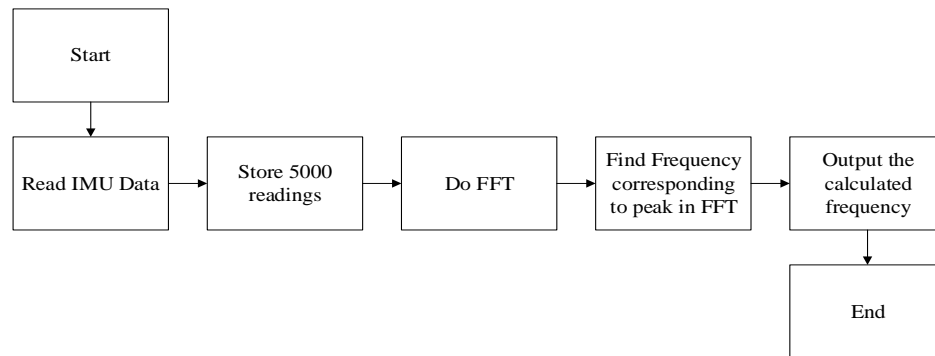 Start
Read IMU Data
Store 5000
readings
Do FFT
Find Frequency
corresponding
to peak in FFT
Output the
calculated
frequency
End